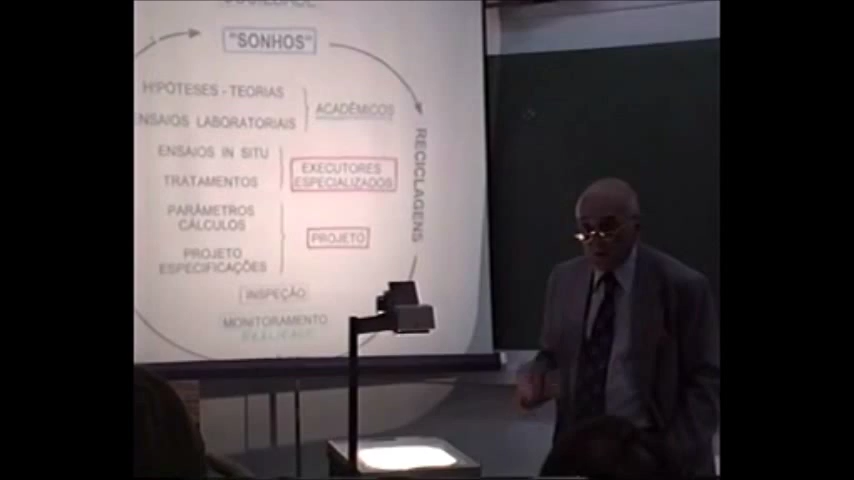 "SONHOS"
HIPÓTESES - TEORIAS
ENSAIOS LABORATORIAIS
ACADÊMICOS
ENSAIOS IN SITU
TRATAMENTOS
EXECUTORES
ESPECIALIZADOS
PARÂMETROS
CÁLCULOS
PROJETO
ESPECIFICAÇÕES
PROJETO
INSPEÇÃO
MONITORAMENTO
RECICLAGENS